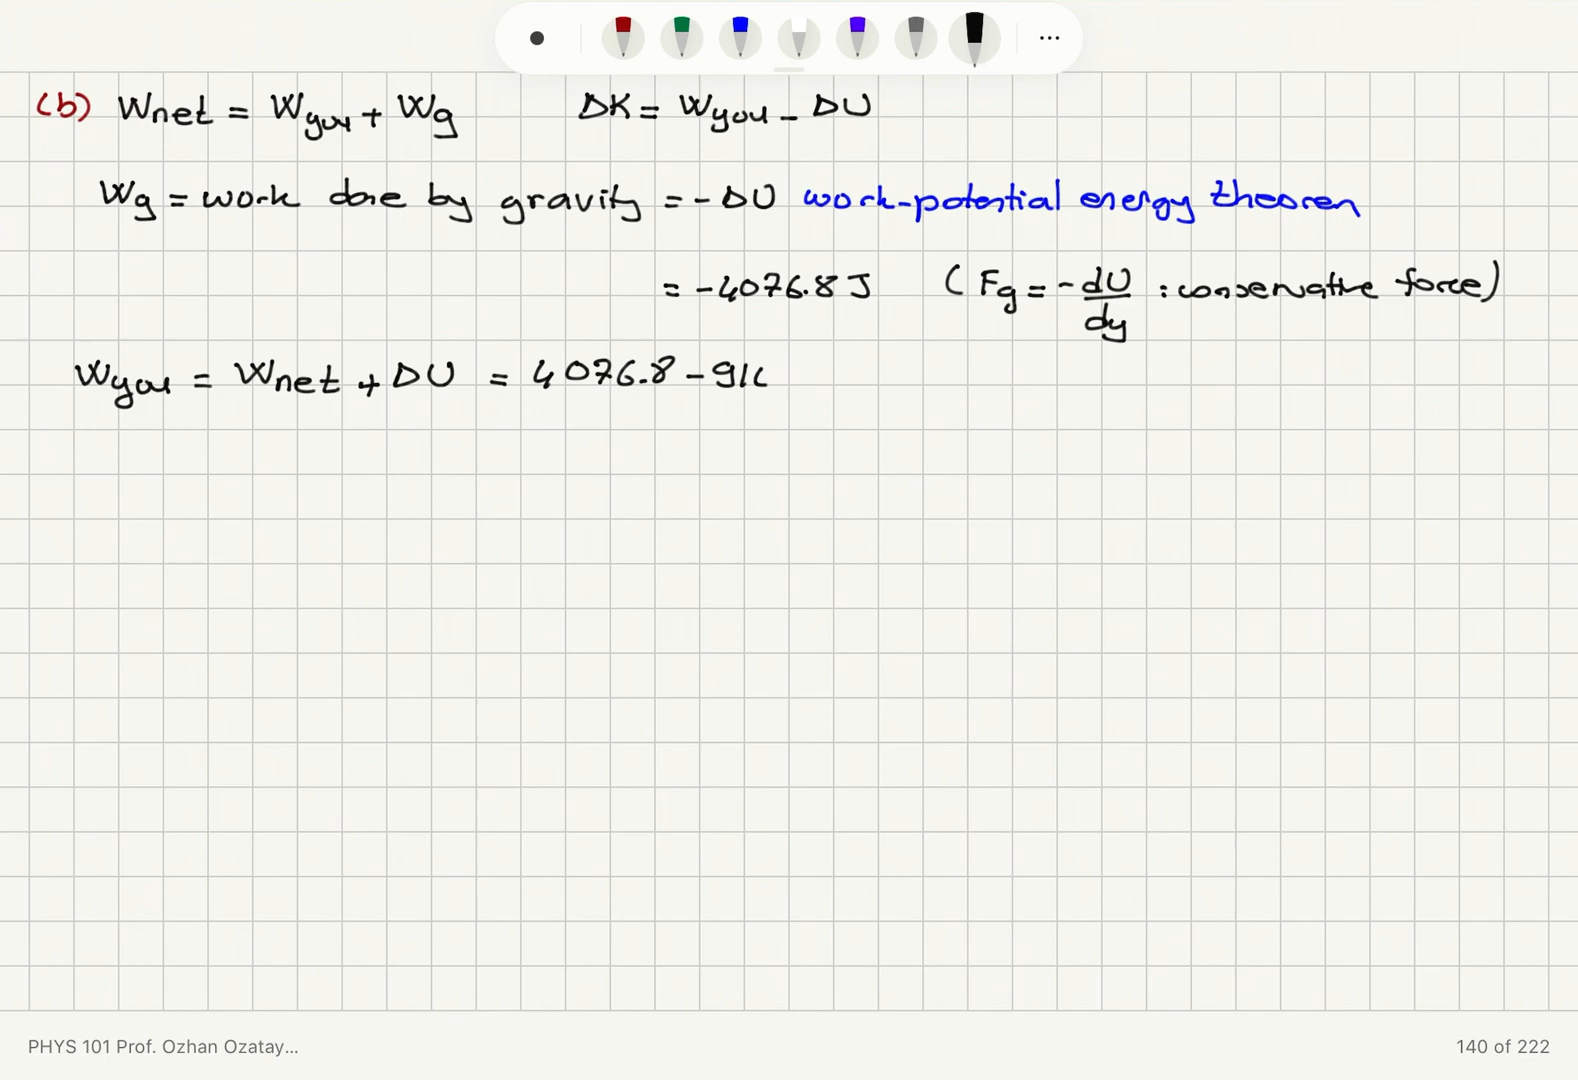 (b) Wnet = Wyou + Wg ΔK = Wyou - ΔU
Wg = work done by gravity = -ΔU work-potential energy theorem
= -4076.8 J (Fg = -dU/dy : conservative force)
Wyou = Wnet + ΔU = 4076.8 - 91
PHYS 101 Prof. Ozhan Ozatay...
140 of 222